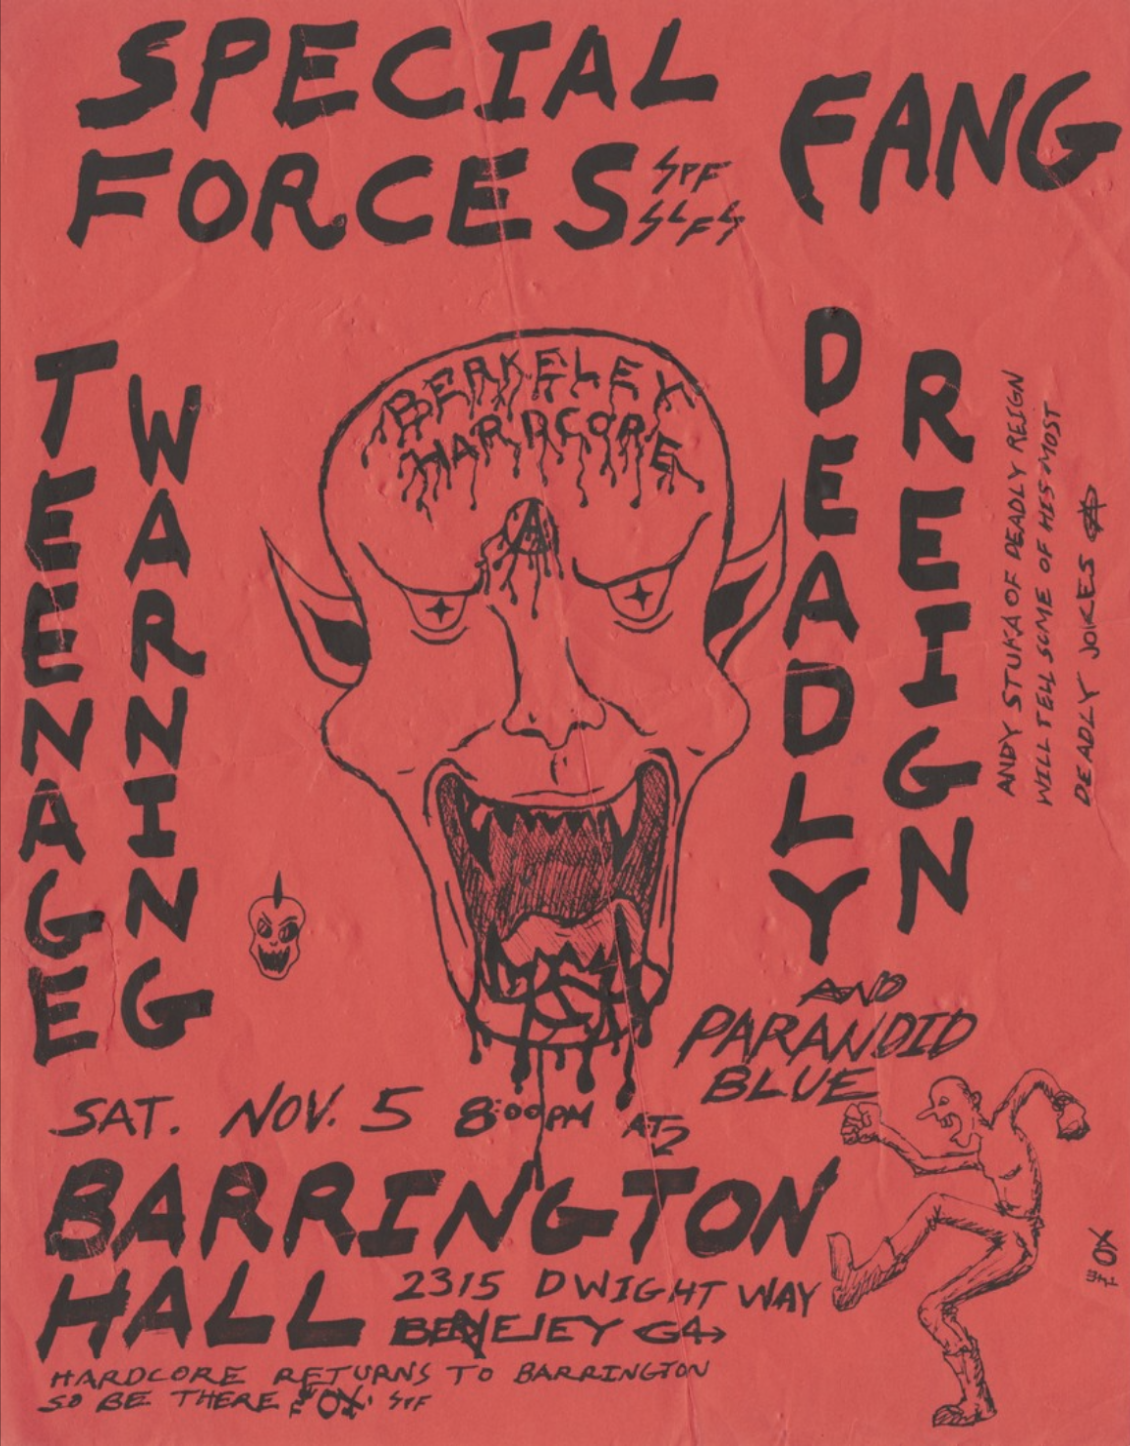 SPECIAL
FORCES
SPF
SLFS
FANG
TEENAGE
WARNING
BERKELEY
HARDCORE
A
DEADLY
REIGN
ANDY STUKA OF DEADLY REIGN
WILL TELL SOME OF HIS MOST
DEADLY JOKES
AND
PARANOID
BLUE
SAT. NOV. 5 8:00PM AT
BARRINGTON
HALL
2315 DWIGHT WAY
HARDCORE RETURNS TO BARRINGTON
SO BE THERE
SPF